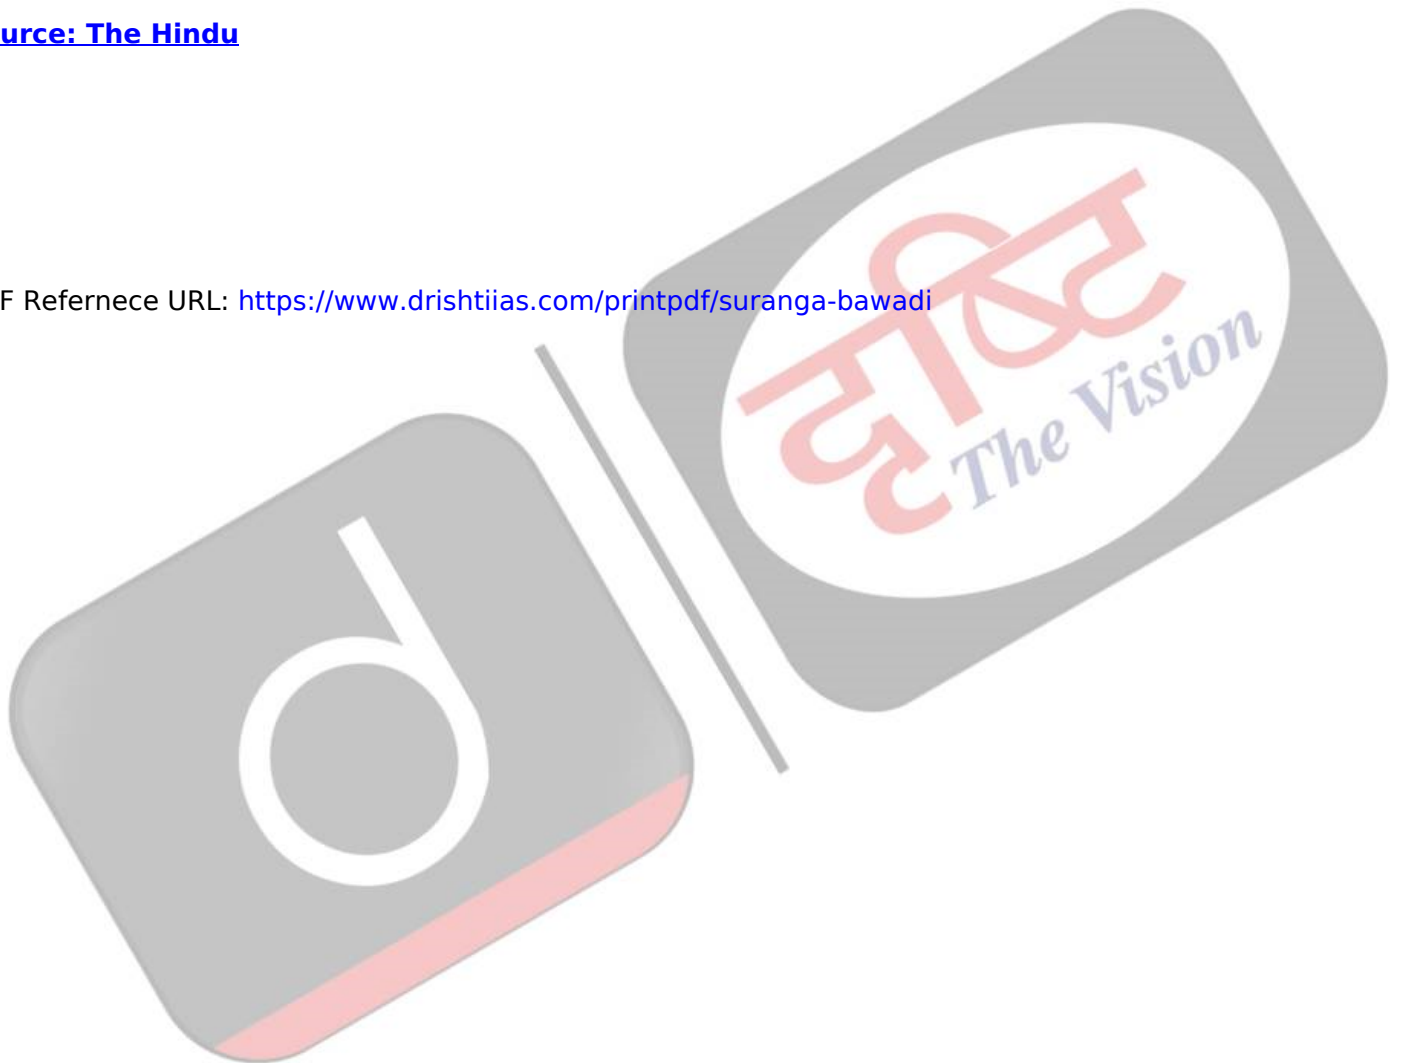 urce: The Hindu
F Refernece URL: https://www.drishtiias.com/printpdf/suranga-bawadi
दृष्टि
The Vision
d